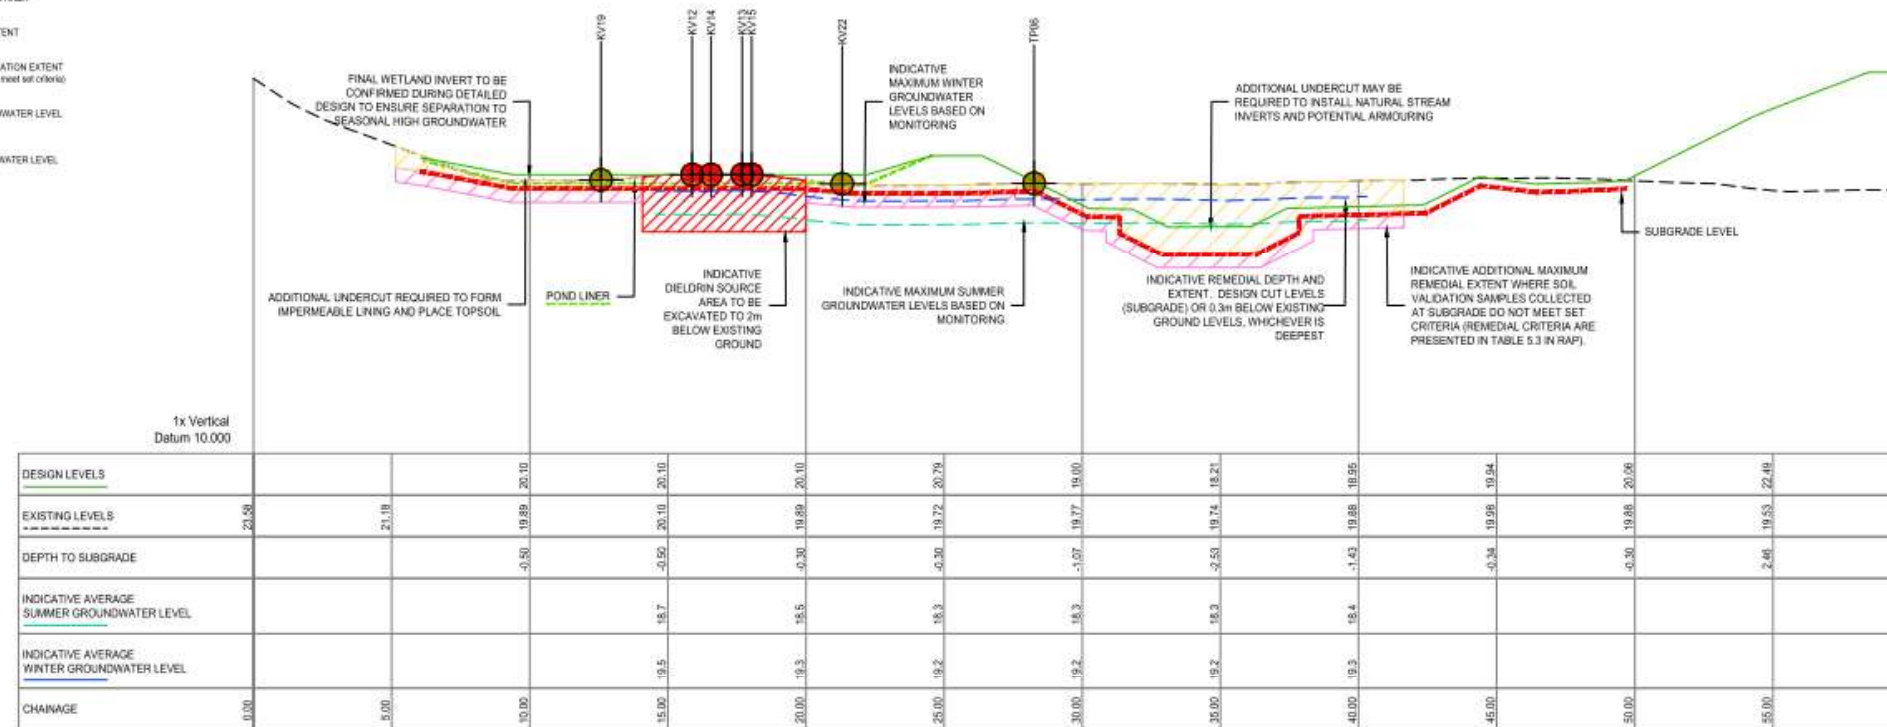 TENT
ATION EXTENT
meet set criteria)
WATER LEVEL
WATER LEVEL
KV19
KV12
KV14
KV13
KV15
KV22
TP06
FINAL WETLAND INVERT TO BE
CONFIRMED DURING DETAILED
DESIGN TO ENSURE SEPARATION TO
SEASONAL HIGH GROUNDWATER
INDICATIVE
MAXIMUM WINTER
GROUNDWATER
LEVELS BASED ON
MONITORING
ADDITIONAL UNDERCUT MAY BE
REQUIRED TO INSTALL NATURAL STREAM
INVERTS AND POTENTIAL ARMOURING
SUBGRADE LEVEL
ADDITIONAL UNDERCUT REQUIRED TO FORM
IMPERMEABLE LINING AND PLACE TOPSOIL
POND LINER
INDICATIVE
DIELDRIN SOURCE
AREA TO BE
EXCAVATED TO 2m
BELOW EXISTING
GROUND
INDICATIVE MAXIMUM SUMMER
GROUNDWATER LEVELS BASED ON
MONITORING
INDICATIVE REMEDIAL DEPTH AND
EXTENT. DESIGN CUT LEVELS
(SUBGRADE) OR 0.3m BELOW EXISTING
GROUND LEVELS, WHICHEVER IS
DEEPEST
INDICATIVE ADDITIONAL MAXIMUM
REMEDIAL EXTENT WHERE SOIL
VALIDATION SAMPLES COLLECTED
AT SUBGRADE DO NOT MEET SET
CRITERIA (REMEDIAL CRITERIA ARE
PRESENTED IN TABLE 5.3 IN RAP).
1x Vertical
Datum 10.000
DESIGN LEVELS 20.10 20.10 20.10 20.79 19.00 18.21 18.95 19.94 20.06 22.49
EXISTING LEVELS 23.58 21.18 19.89 20.10 19.89 19.72 19.77 19.74 19.88 19.98 19.88 19.53
DEPTH TO SUBGRADE -0.50 -0.50 -0.30 -0.30 -1.07 -2.53 -1.43 -0.34 -0.30 2.46
INDICATIVE AVERAGE
SUMMER GROUNDWATER LEVEL 18.7 18.5 18.3 18.3 18.3 18.4
INDICATIVE AVERAGE
WINTER GROUNDWATER LEVEL 19.5 19.3 19.2 19.2 19.2 19.3
CHAINAGE 0.00 5.00 10.00 15.00 20.00 25.00 30.00 35.00 40.00 45.00 50.00 55.00